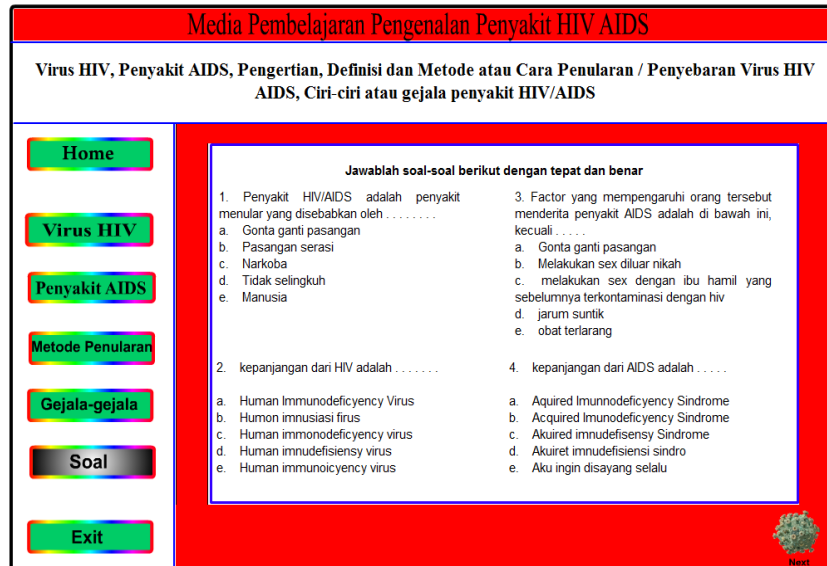 Media Pembelajaran Pengenalan Penyakit HIV AIDS
Virus HIV, Penyakit AIDS, Pengertian, Definisi dan Metode atau Cara Penularan / Penyebaran Virus HIV
AIDS, Ciri-ciri atau gejala penyakit HIV/AIDS
Home
Virus HIV
Penyakit AIDS
Metode Penularan
Gejala-gejala
Soal
Exit
Jawablah soal-soal berikut dengan tepat dan benar
1. Penyakit HIV/AIDS adalah penyakit
menular yang disebabkan oleh . . . . . . . .
a. Gonta ganti pasangan
b. Pasangan serasi
c. Narkoba
d. Tidak selingkuh
e. Manusia
2. kepanjangan dari HIV adalah . . . . . . .
a. Human Immunodeficyency Virus
b. Humon imnusiasi firus
c. Human immonodeficyency virus
d. Human imnudefisiensy virus
e. Human immunoicyency virus
3. Factor yang mempengaruhi orang tersebut
menderita penyakit AIDS adalah di bawah ini,
kecuali . . . . .
a. Gonta ganti pasangan
b. Melakukan sex diluar nikah
c. melakukan sex dengan ibu hamil yang
sebelumnya terkontaminasi dengan hiv
d. jarum suntik
e. obat terlarang
4. kepanjangan dari AIDS adalah . . . . .
a. Aquired Imunnodeficyency Sindrome
b. Acquired Imunodeficyency Sindrome
c. Akuired imnudefisensy Sindrome
d. Akuiret imnudefisiensi sindro
e. Aku ingin disayang selalu
Next